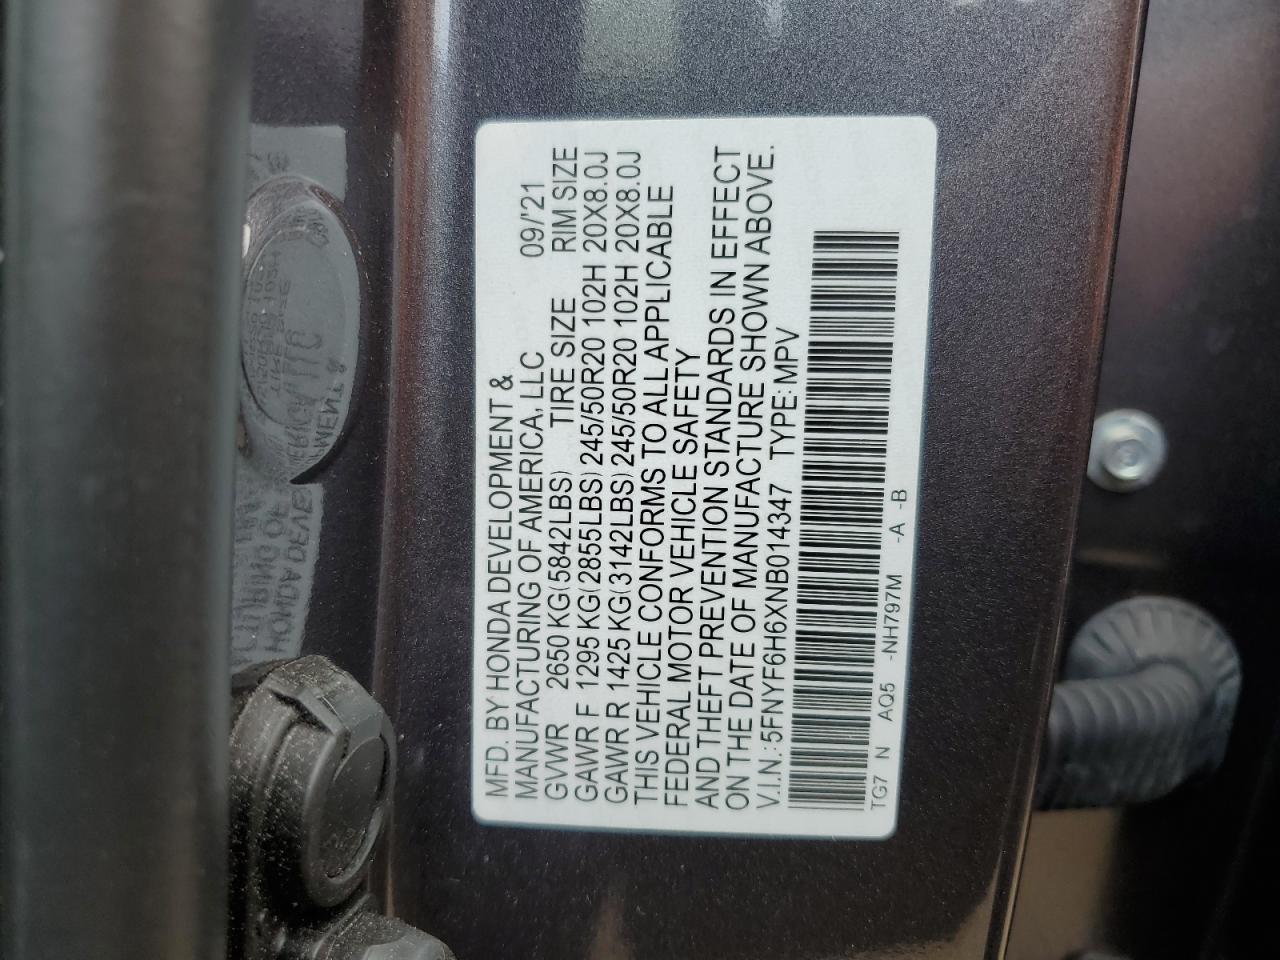 MFD. BY HONDA DEVELOPMENT &
MANUFACTURING OF AMERICA, LLC 09/'21
GVWR 2650 KG(5842LBS) TIRE SIZE RIM SIZE
GAWR F 1295 KG(2855LBS) 245/50R20 102H 20X8.0J
GAWR R 1425 KG(3142LBS) 245/50R20 102H 20X8.0J
THIS VEHICLE CONFORMS TO ALL APPLICABLE
FEDERAL MOTOR VEHICLE SAFETY
AND THEFT PREVENTION STANDARDS IN EFFECT
ON THE DATE OF MANUFACTURE SHOWN ABOVE.
V.I.N.: 5FNYF6H6XNB014347 TYPE: MPV
TG7 N AQ5 -NH797M -A -B